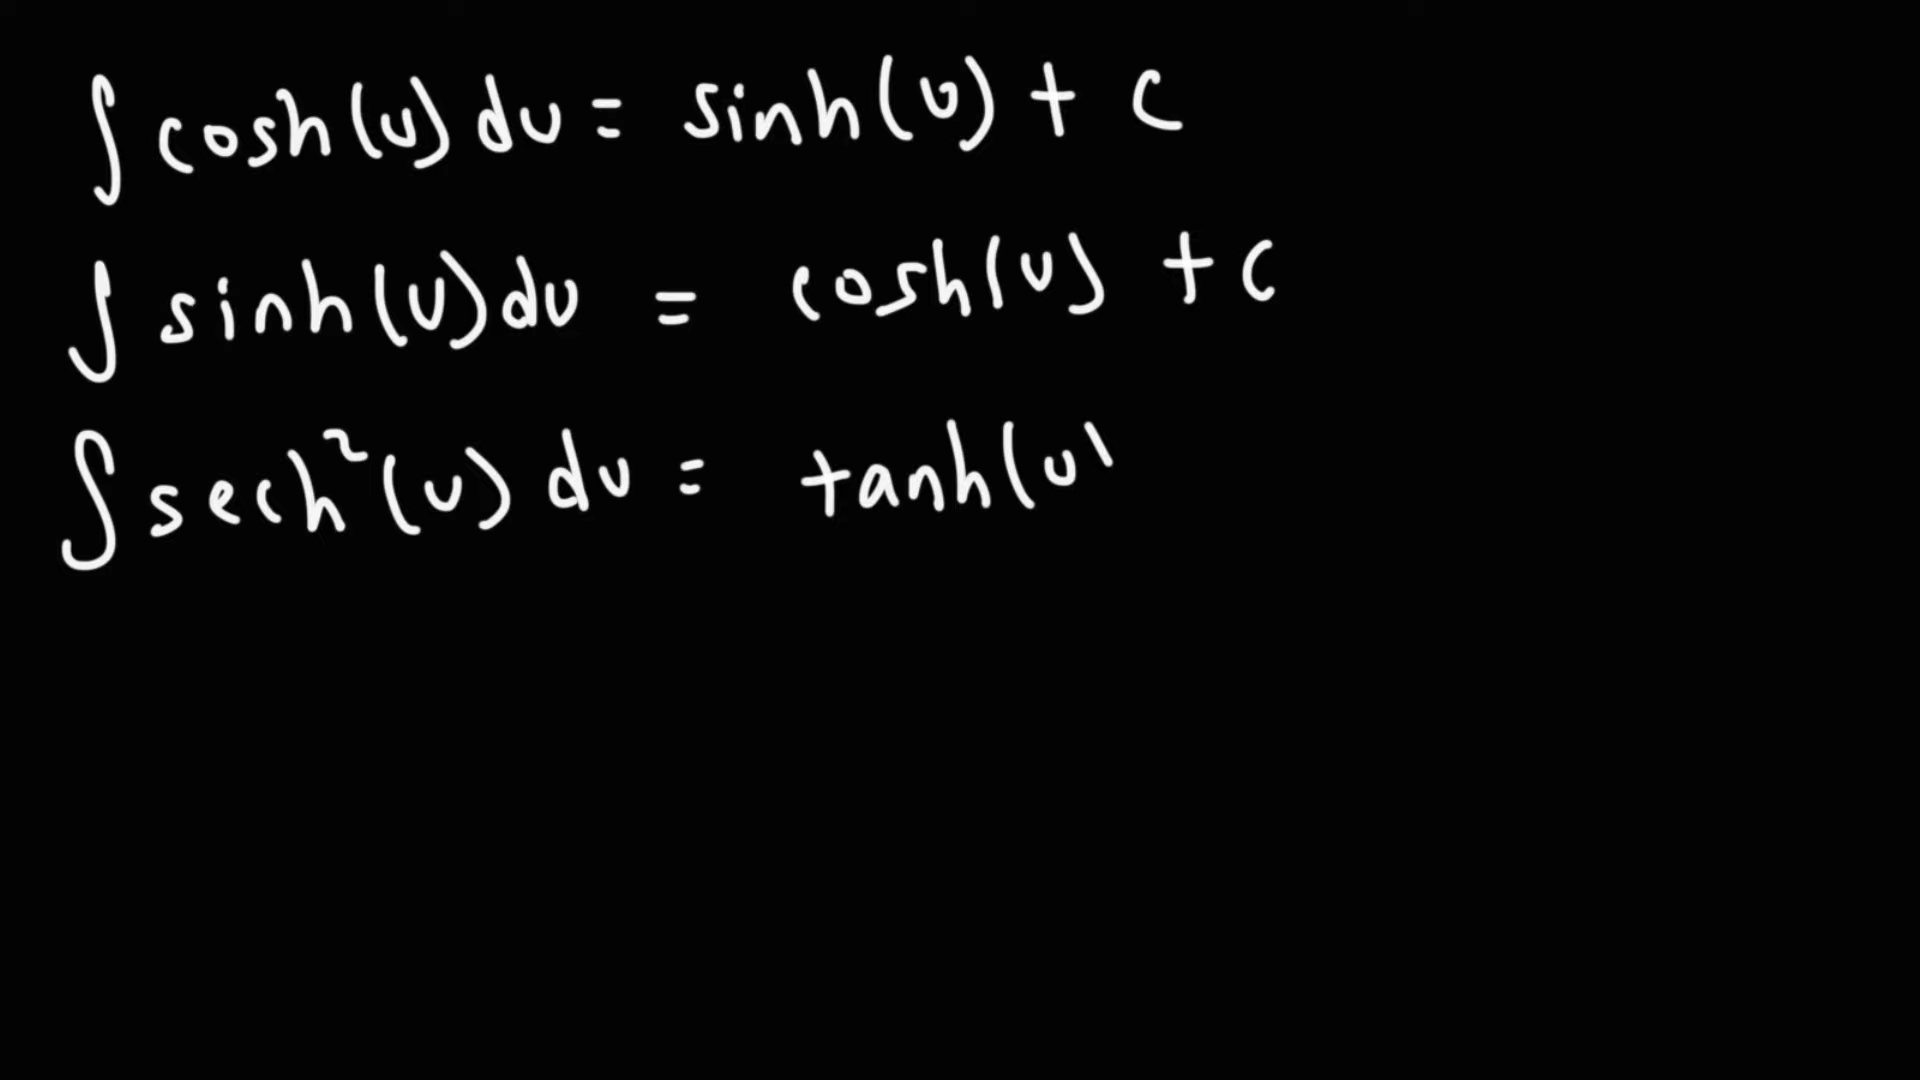 ∫ cosh(u) du = sinh(u) + c
∫ sinh(u) du = cosh(u) + c
∫ sech²(u) du = tanh(u)